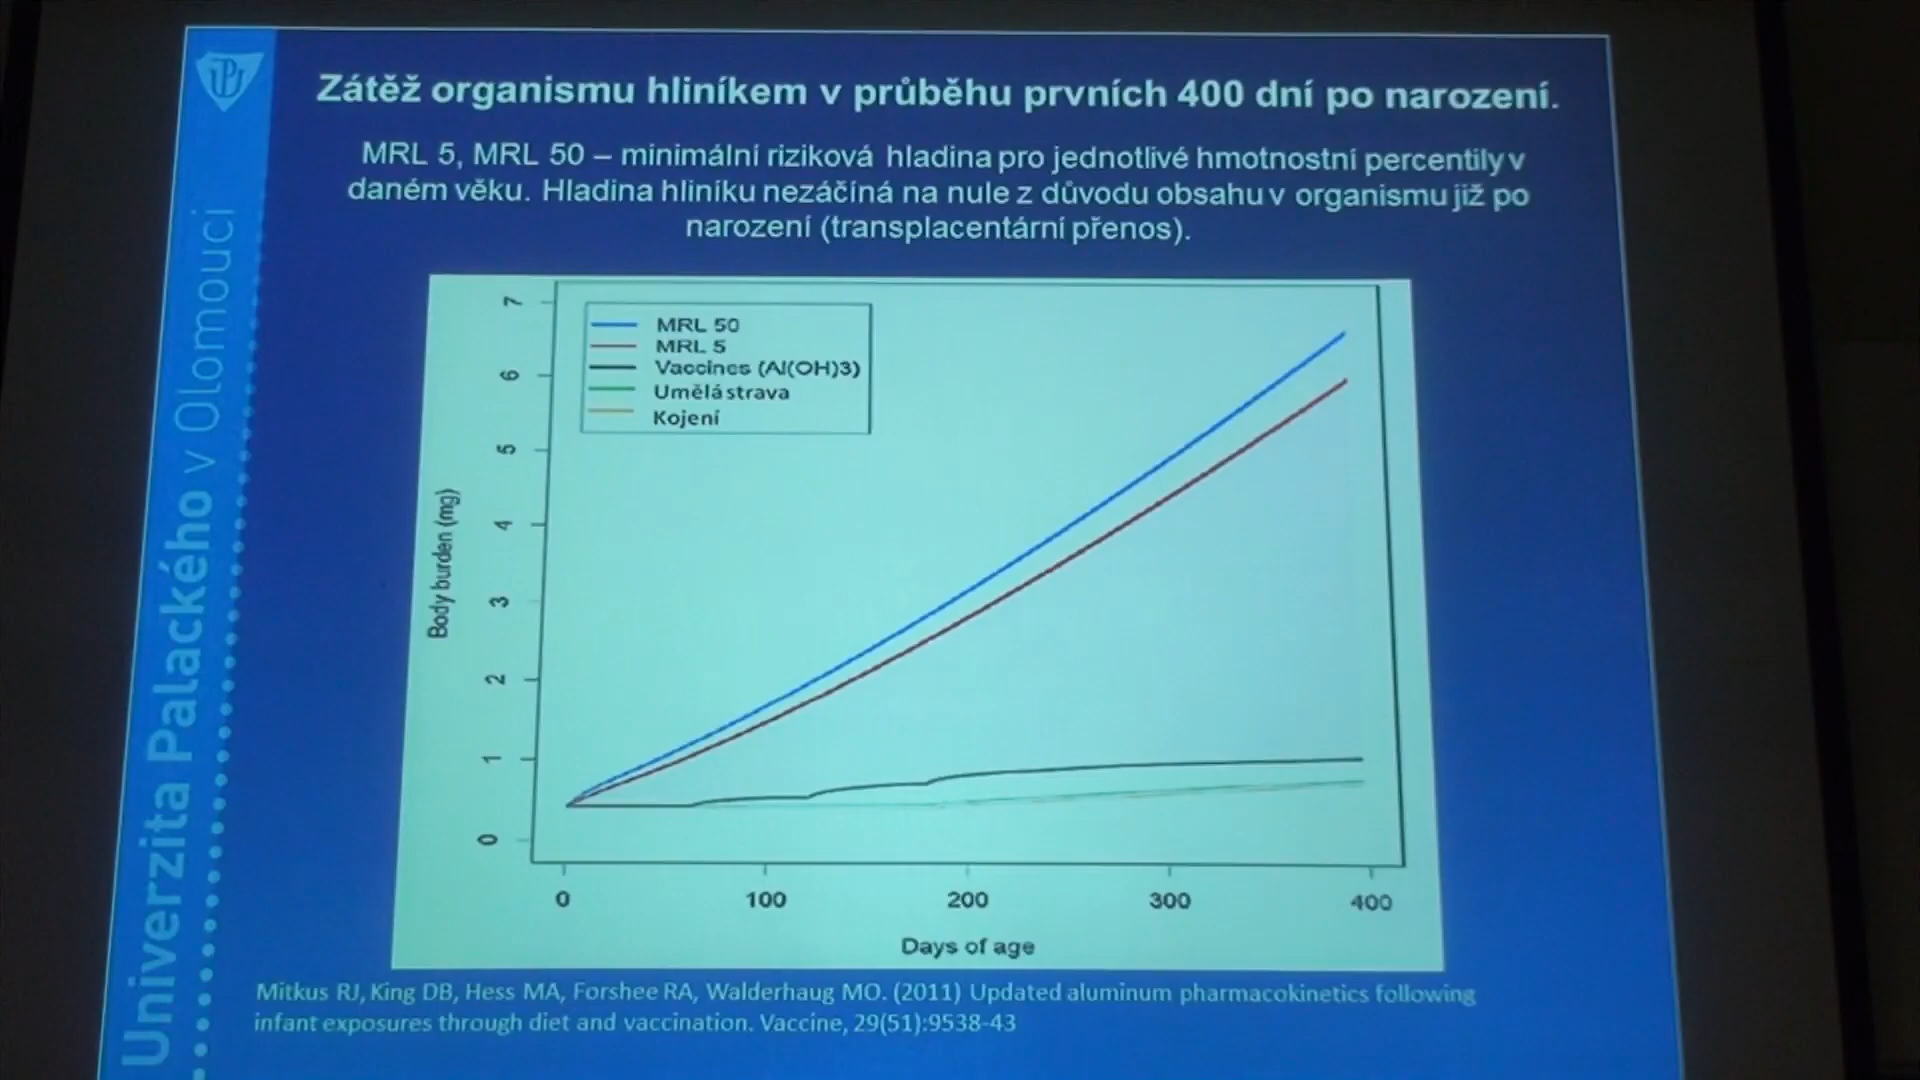 Zátěž organismu hliníkem v průběhu prvních 400 dní po narození.
MRL 5, MRL 50 – minimální riziková hladina pro jednotlivé hmotnostní percentily v
daném věku. Hladina hliníku nezáčíná na nule z důvodu obsahu v organismu již po
narození (transplacentární přenos).
Univerzita Palackého v Olomouci
UP
MRL 50
MRL 5
Vaccines (Al(OH)3)
Umělá strava
Kojení
Body burden (mg)
7
6
5
4
3
2
1
0
0 100 200 300 400
Days of age
Mitkus RJ, King DB, Hess MA, Forshee RA, Walderhaug MO. (2011) Updated aluminum pharmacokinetics following
infant exposures through diet and vaccination. Vaccine, 29(51):9538-43